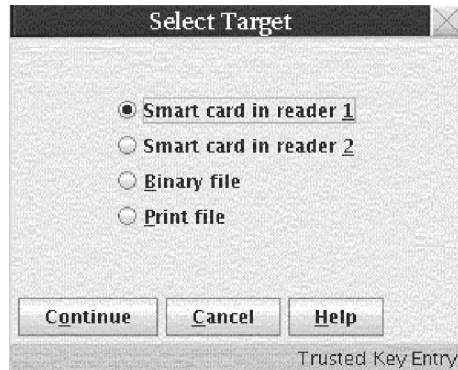 Select Target
Smart card in reader 1
Smart card in reader 2
Binary file
Print file
Continue Cancel Help
Trusted Key Entry